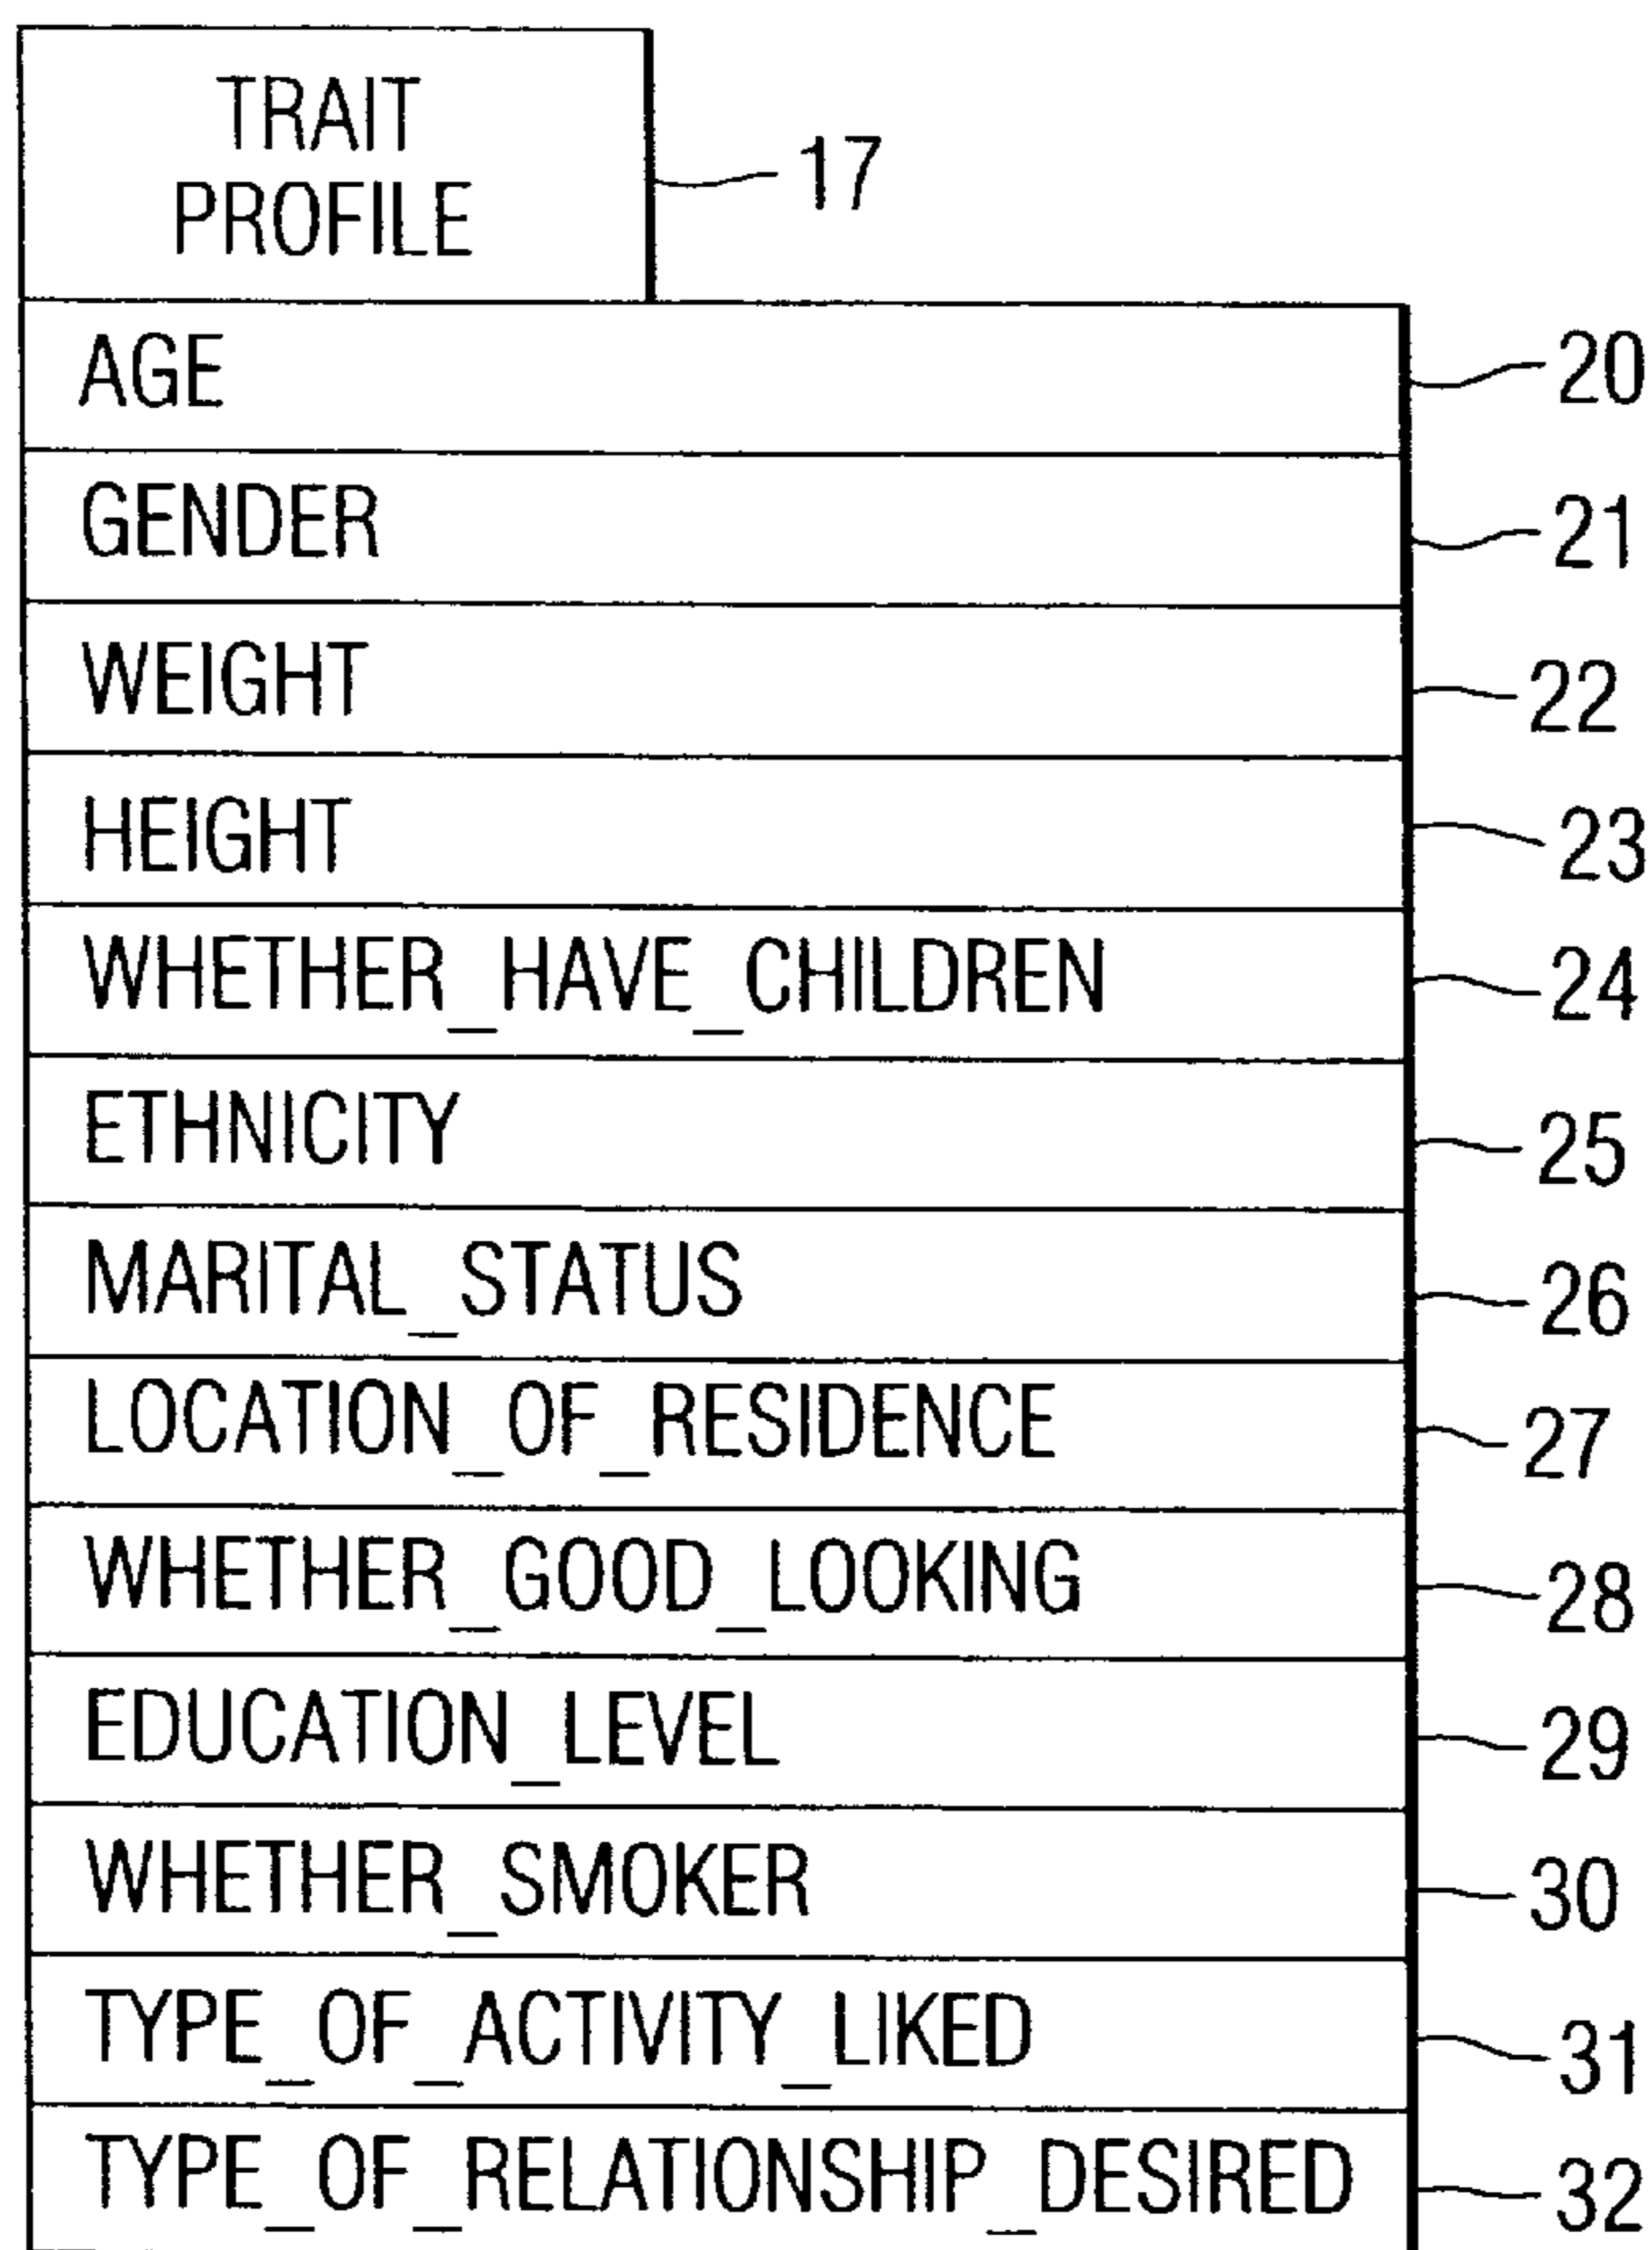 TRAIT
PROFILE
17
AGE 20
GENDER 21
WEIGHT 22
HEIGHT 23
WHETHER_HAVE_CHILDREN 24
ETHNICITY 25
MARITAL_STATUS 26
LOCATION_OF_RESIDENCE 27
WHETHER_GOOD_LOOKING 28
EDUCATION_LEVEL 29
WHETHER_SMOKER 30
TYPE_OF_ACTIVITY_LIKED 31
TYPE_OF_RELATIONSHIP_DESIRED 32